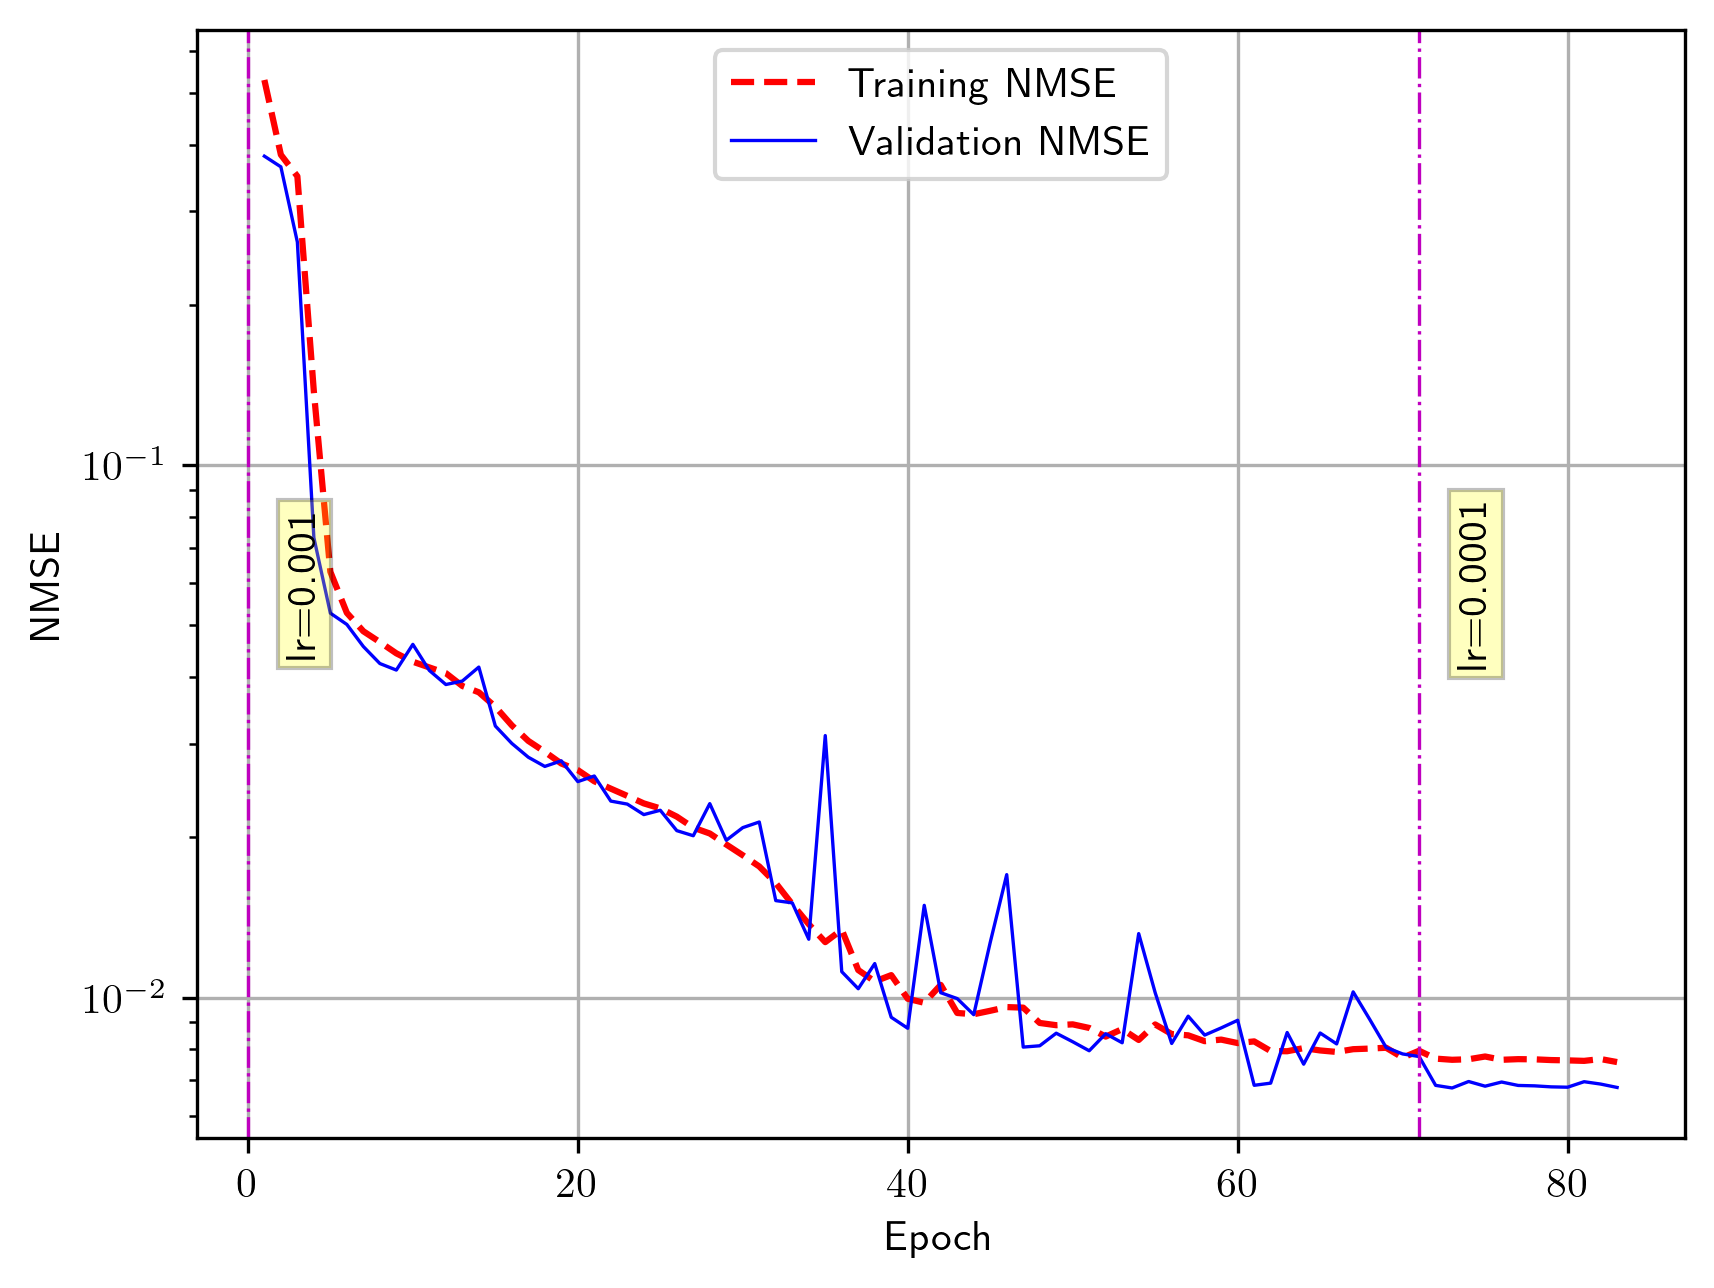 Training NMSE
Validation NMSE
10⁻¹
10⁻²
NMSE
lr=0.001
lr=0.0001
0 20 40 60 80
Epoch